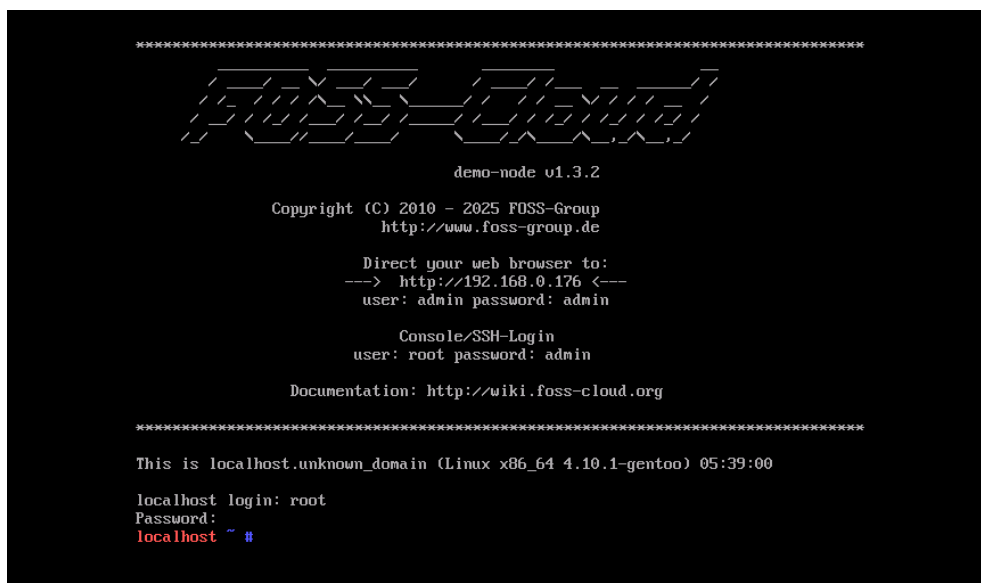 ********************************************************************************
FOSS-Cloud
demo-node v1.3.2
Copyright (C) 2010 - 2025 FOSS-Group
http://www.foss-group.de
Direct your web browser to:
---> http://192.168.0.176 <---
user: admin password: admin
Console/SSH-Login
user: root password: admin
Documentation: http://wiki.foss-cloud.org
********************************************************************************
This is localhost.unknown_domain (Linux x86_64 4.10.1-gentoo) 05:39:00
localhost login: root
Password:
localhost ~ #